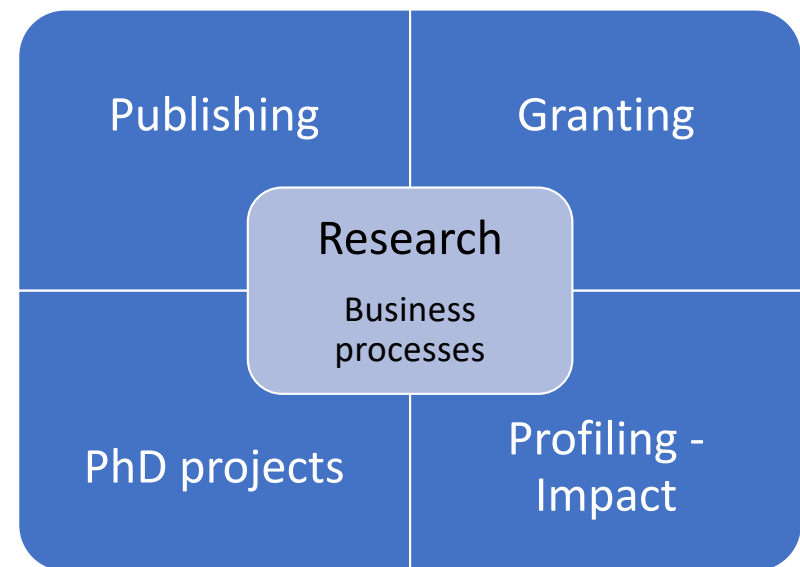 Publishing
Granting
Research
Business
processes
PhD projects
Profiling -
Impact